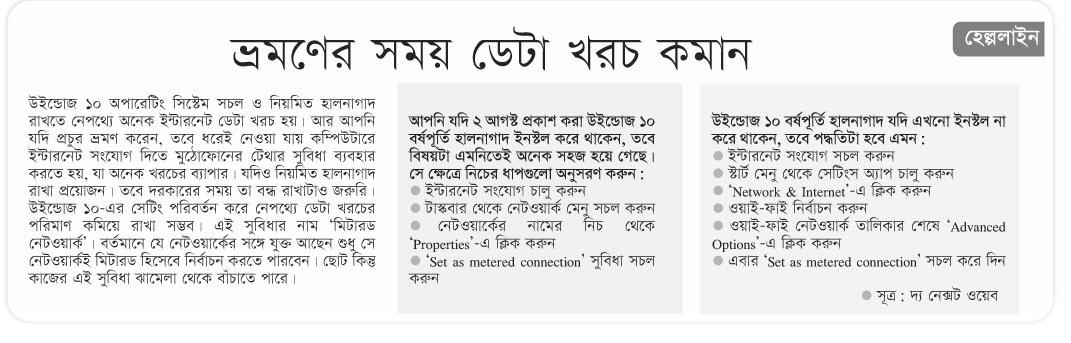 ভ্রমণের সময় ডেটা খরচ কমান
হেল্পলাইন
উইন্ডোজ ১০ অপারেটিং সিস্টেম সচল ও নিয়মিত হালনাগাদ
রাখতে নেপথ্যে অনেক ইন্টারনেট ডেটা খরচ হয়। আর আপনি
যদি প্রচুর ভ্রমণ করেন, তবে ধরেই নেওয়া যায় কম্পিউটারে
ইন্টারনেট সংযোগ দিতে মুঠোফোনের টেথার সুবিধা ব্যবহার
করতে হয়, যা অনেক খরচের ব্যাপার। যদিও নিয়মিত হালনাগাদ
রাখা প্রয়োজন। তবে দরকারের সময় তা বন্ধ রাখাটাও জরুরি।
উইন্ডোজ ১০-এর সেটিং পরিবর্তন করে নেপথ্যে ডেটা খরচের
পরিমাণ কমিয়ে রাখা সম্ভব। এই সুবিধার নাম ‘মিটারড
নেটওয়ার্ক’। বর্তমানে যে নেটওয়ার্কের সঙ্গে যুক্ত আছেন শুধু সে
নেটওয়ার্কই মিটারড হিসেবে নির্বাচন করতে পারবেন। ছোট কিন্তু
কাজের এই সুবিধা ঝামেলা থেকে বাঁচাতে পারে।
আপনি যদি ২ আগস্ট প্রকাশ করা উইন্ডোজ ১০
বর্ষপূর্তি হালনাগাদ ইনস্টল করে থাকেন, তবে
বিষয়টা এমনিতেই অনেক সহজ হয়ে গেছে।
সে ক্ষেত্রে নিচের ধাপগুলো অনুসরণ করুন :
● ইন্টারনেট সংযোগ চালু করুন
● টাস্কবার থেকে নেটওয়ার্ক মেনু সচল করুন
● নেটওয়ার্কের নামের নিচ থেকে
‘Properties’-এ ক্লিক করুন
● ‘Set as metered connection’ সুবিধা সচল
করুন
উইন্ডোজ ১০ বর্ষপূর্তি হালনাগাদ যদি এখনো ইনস্টল না
করে থাকেন, তবে পদ্ধতিটা হবে এমন :
● ইন্টারনেট সংযোগ সচল করুন
● স্টার্ট মেনু থেকে সেটিংস অ্যাপ চালু করুন
● ‘Network & Internet’-এ ক্লিক করুন
● ওয়াই-ফাই নির্বাচন করুন
● ওয়াই-ফাই নেটওয়ার্ক তালিকার শেষে ‘Advanced
Options’-এ ক্লিক করুন
● এবার ‘Set as metered connection’ সচল করে দিন
● সূত্র : দ্য নেক্সট ওয়েব